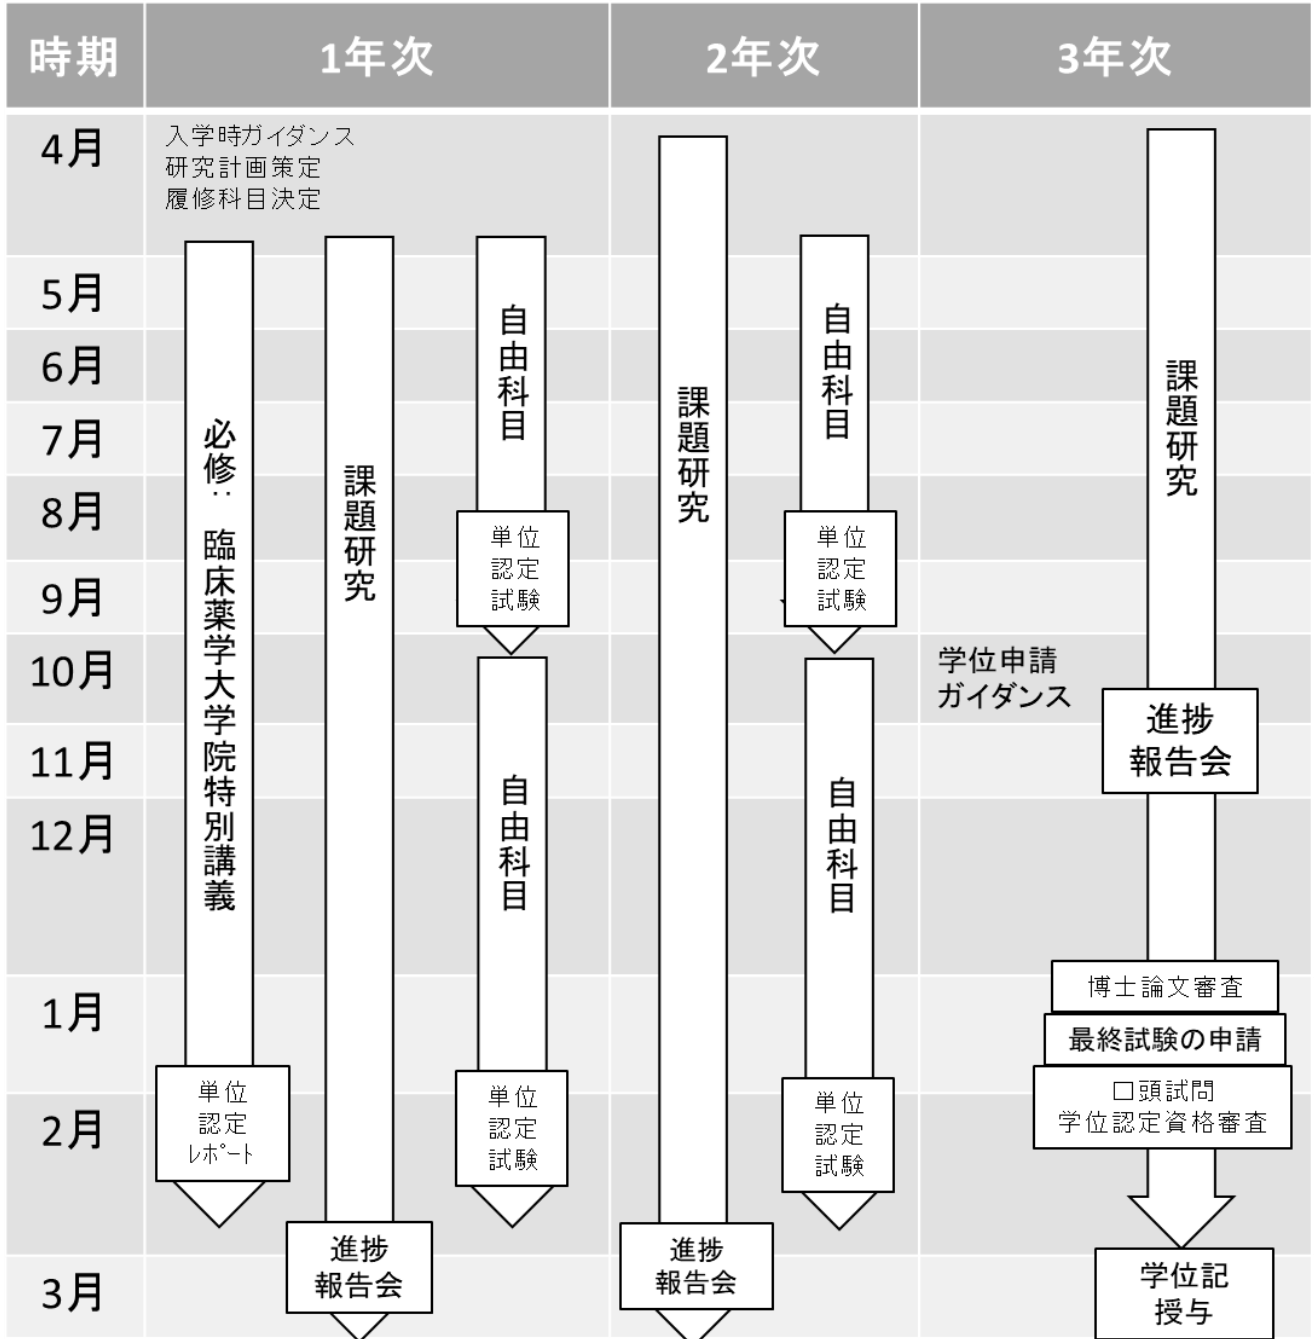 時期
1年次
2年次
3年次
4月
5月
6月
7月
8月
9月
10月
11月
12月
1月
2月
3月
入学時ガイダンス
研究計画策定
履修科目決定
必修： 臨床薬学大学院特別講義
単位
認定
レポート
課題研究
進捗
報告会
自由科目
単位
認定
試験
自由科目
単位
認定
試験
課題研究
進捗
報告会
自由科目
単位
認定
試験
自由科目
単位
認定
試験
学位申請
ガイダンス
課題研究
進捗
報告会
博士論文審査
最終試験の申請
口頭試問
学位認定資格審査
学位記
授与